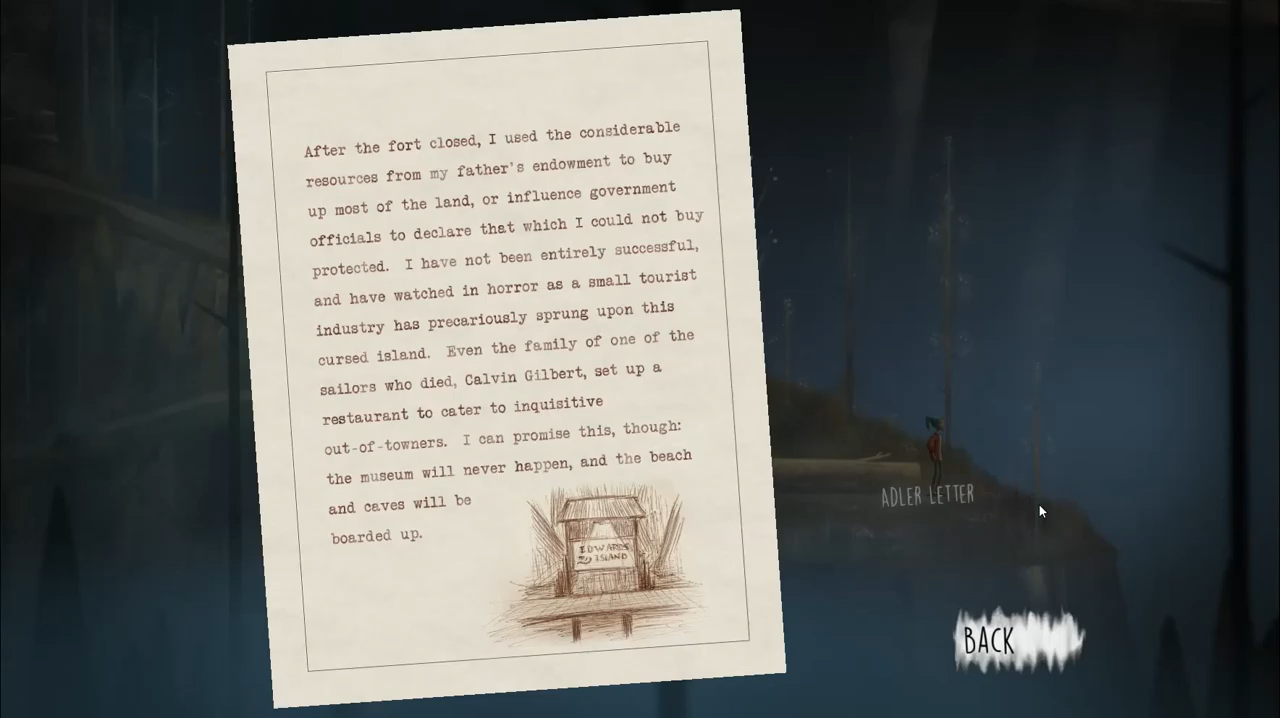 After the fort closed, I used the considerable
resources from my father's endowment to buy
up most of the land, or influence government
officials to declare that which I could not buy
protected.  I have not been entirely successful,
and have watched in horror as a small tourist
industry has precariously sprung upon this
cursed island.  Even the family of one of the
sailors who died, Calvin Gilbert, set up a
restaurant to cater to inquisitive
out-of-towners.  I can promise this, though:
the museum will never happen, and the beach
and caves will be
boarded up.
EDWARDS
ISLAND
ADLER LETTER
BACK